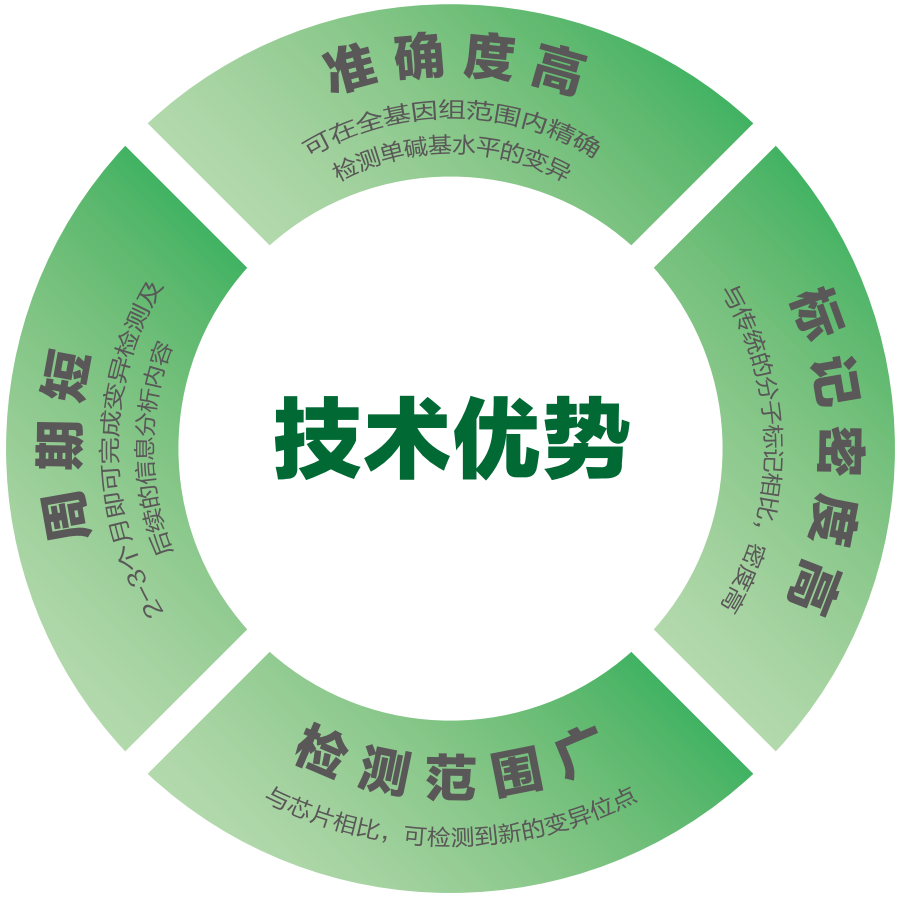 准确度高
可在全基因组范围内精确
检测单碱基水平的变异
标记密度高
与传统的分子标记相比，密度高
检测范围广
与芯片相比，可检测到新的变异位点
周期短
2-3个月即可完成变异检测及
后续的信息分析内容
技术优势